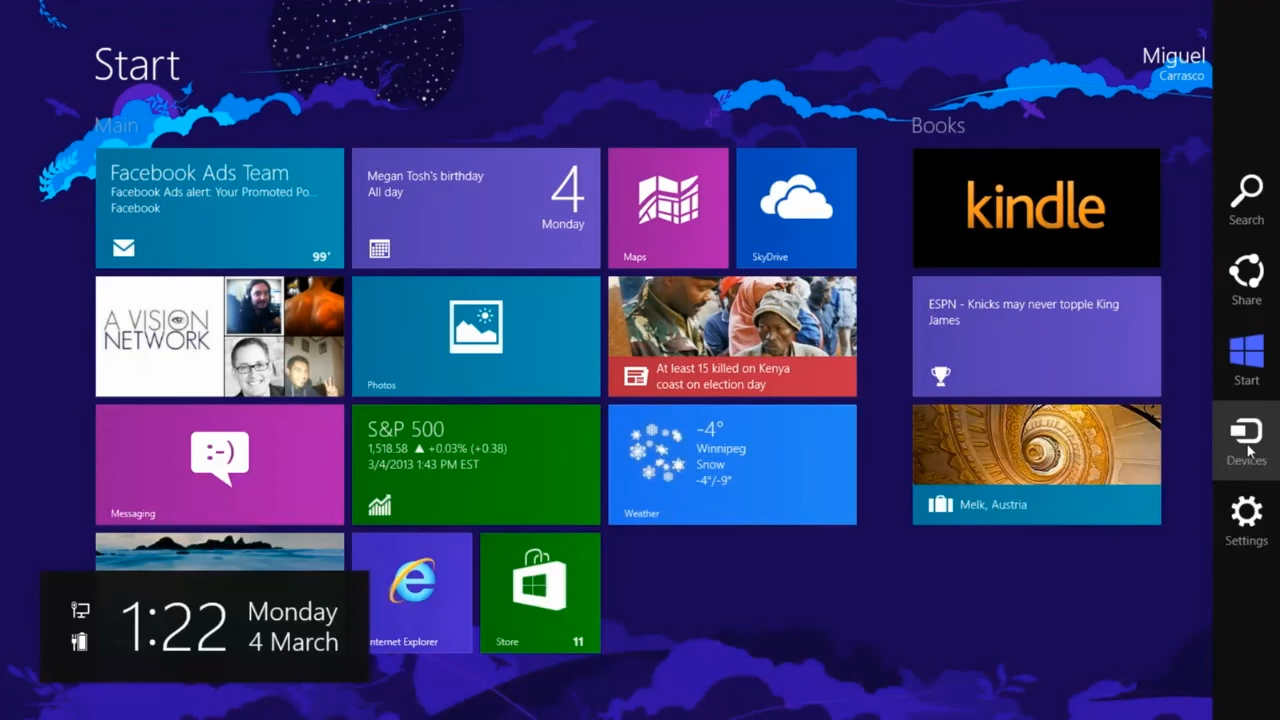 Start
Miguel
Carrasco
Main
Books
Facebook Ads Team
Facebook Ads alert: Your Promoted Po...
Facebook
99+
Megan Tosh's birthday
All day
4
Monday
Maps
SkyDrive
kindle
A VISION
NETWORK
Photos
At least 15 killed on Kenya
coast on election day
ESPN - Knicks may never topple King
James
Messaging
:-)
S&P 500
1,518.58 ▲ +0.03% (+0.38)
3/4/2013 1:43 PM EST
-4°
Winnipeg
Snow
-4°/-9°
Weather
Melk, Austria
1:22
Monday
4 March
nternet Explorer
Store
11
Search
Share
Start
Devices
Settings